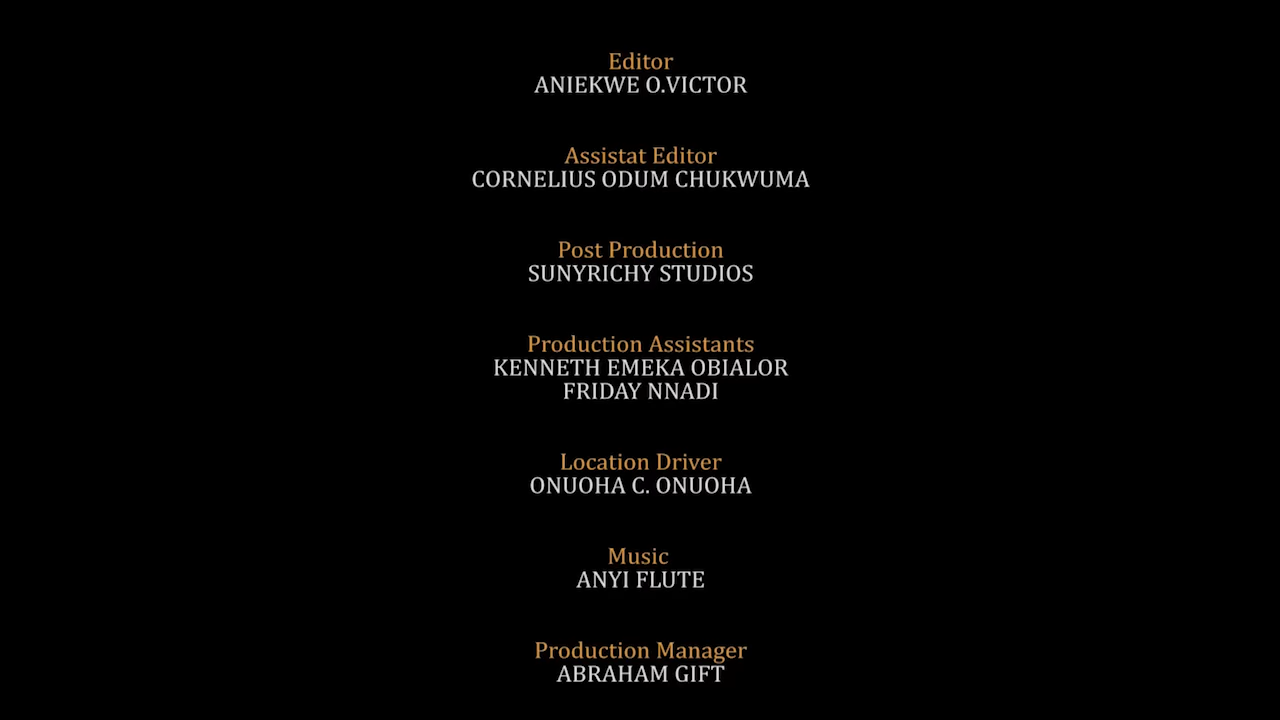 Editor
ANIEKWE O.VICTOR
Assistat Editor
CORNELIUS ODUM CHUKWUMA
Post Production
SUNYRICHY STUDIOS
Production Assistants
KENNETH EMEKA OBIALOR
FRIDAY NNADI
Location Driver
ONUOHA C. ONUOHA
Music
ANYI FLUTE
Production Manager
ABRAHAM GIFT